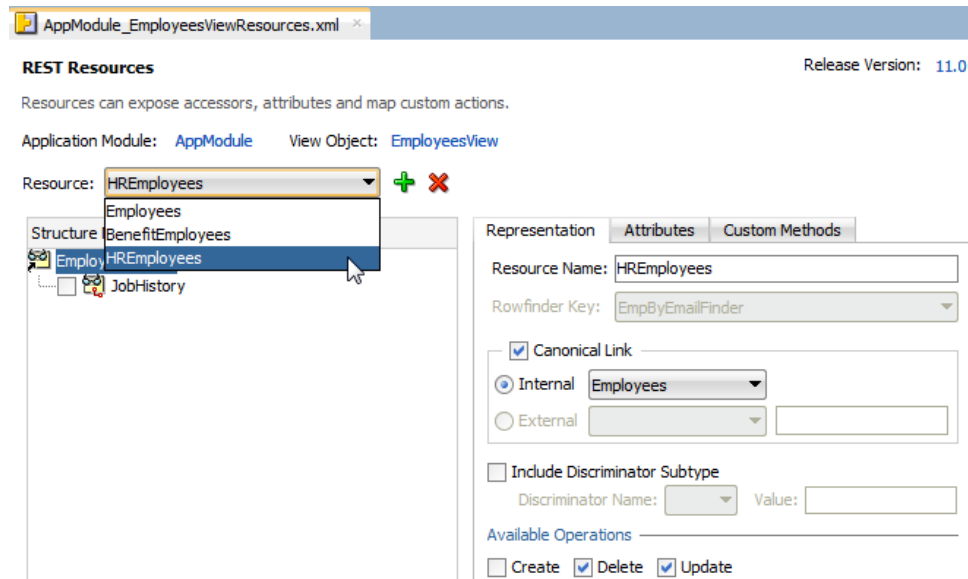 AppModule_EmployeesViewResources.xml ×
REST Resources Release Version: 11.0
Resources can expose accessors, attributes and map custom actions.
Application Module: AppModule View Object: EmployeesView
Resource: HREmployees
Employees
BenefitEmployees
HREmployees
Structure
Employ
JobHistory
Representation Attributes Custom Methods
Resource Name: HREmployees
Rowfinder Key: EmpByEmailFinder
Canonical Link
Internal Employees
External
Include Discriminator Subtype
Discriminator Name: Value:
Available Operations
Create Delete Update